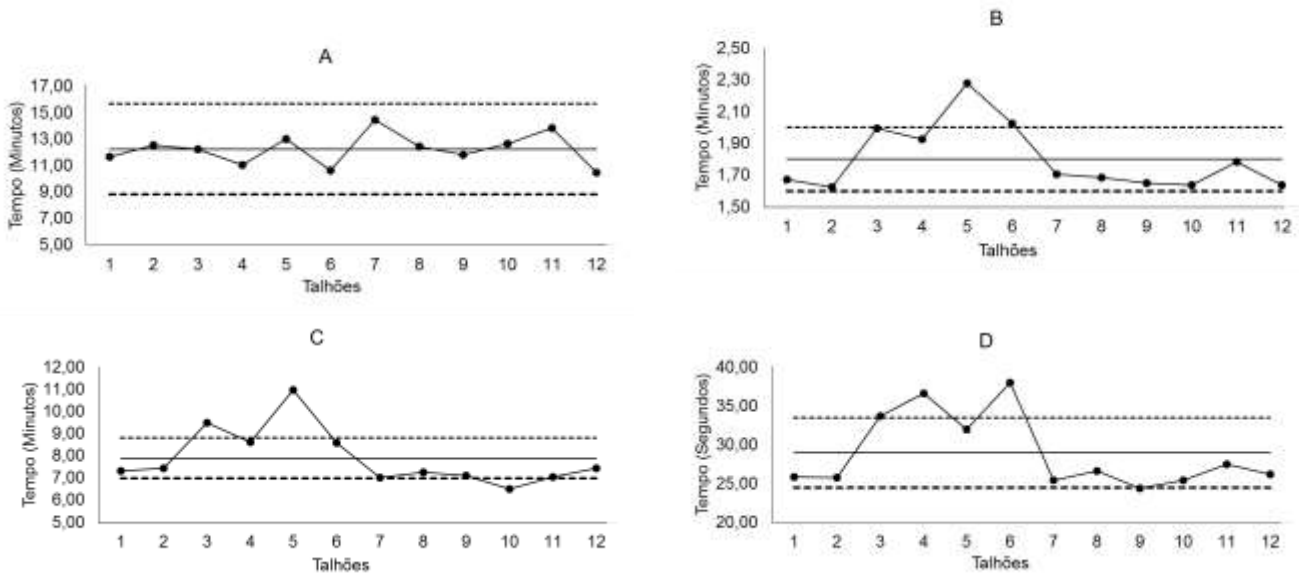 A
Tempo (Minutos)
17,00
15,00
13,00
11,00
9,00
7,00
5,00
1 2 3 4 5 6 7 8 9 10 11 12
Talhões
B
Tempo (Minutos)
2,50
2,30
2,10
1,90
1,70
1,50
1 2 3 4 5 6 7 8 9 10 11 12
Talhões
C
Tempo (Minutos)
12,00
11,00
10,00
9,00
8,00
7,00
6,00
5,00
1 2 3 4 5 6 7 8 9 10 11 12
Talhões
D
Tempo (Segundos)
40,00
35,00
30,00
25,00
20,00
1 2 3 4 5 6 7 8 9 10 11 12
Talhões